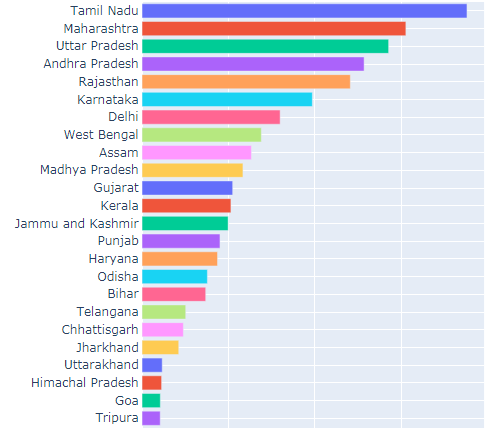 Tamil Nadu
Maharashtra
Uttar Pradesh
Andhra Pradesh
Rajasthan
Karnataka
Delhi
West Bengal
Assam
Madhya Pradesh
Gujarat
Kerala
Jammu and Kashmir
Punjab
Haryana
Odisha
Bihar
Telangana
Chhattisgarh
Jharkhand
Uttarakhand
Himachal Pradesh
Goa
Tripura